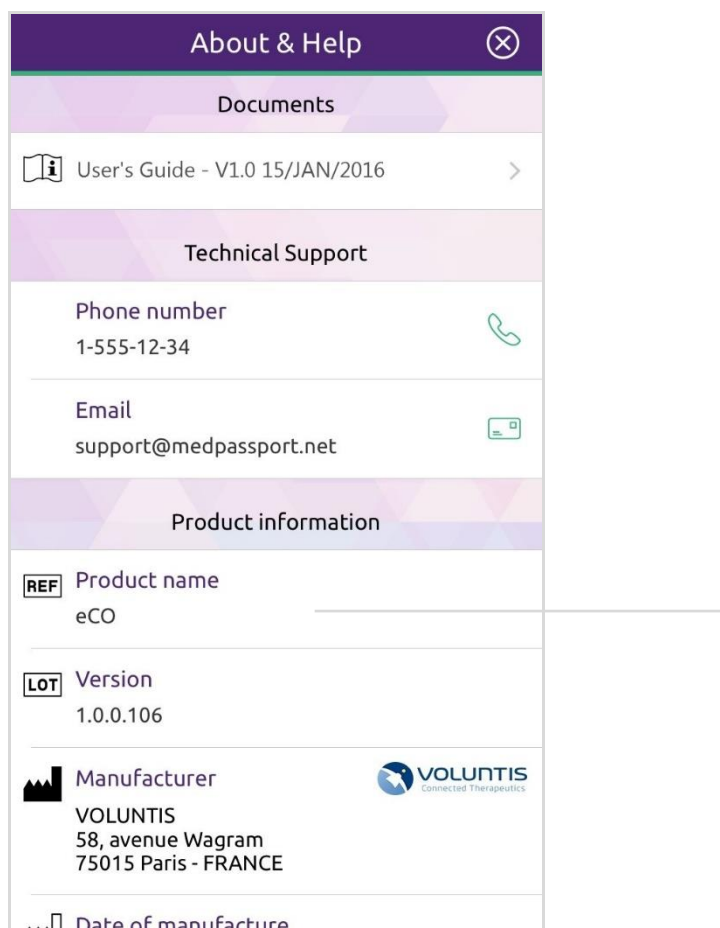 About & Help
Documents
User's Guide - V1.0 15/JAN/2016
Technical Support
Phone number
1-555-12-34
Email
support@medpassport.net
Product information
REF Product name
eCO
LOT Version
1.0.0.106
Manufacturer
VOLUNTIS
Connected Therapeutics
VOLUNTIS
58, avenue Wagram
75015 Paris - FRANCE
Date of manufacture